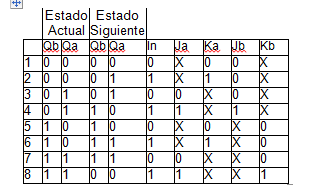 Estado Estado
Actual Siguiente
Qb Qa Qb Qa In Ja Ka Jb Kb
1 0 0 0 0 0 X 0 0 X
2 0 0 0 1 1 X 1 0 X
3 0 1 0 1 0 0 X 0 X
4 0 1 1 0 1 1 X 1 X
5 1 0 1 0 0 X 0 X 0
6 1 0 1 1 1 X 1 X 0
7 1 1 1 1 0 0 X X 0
8 1 1 0 0 1 1 X X 1